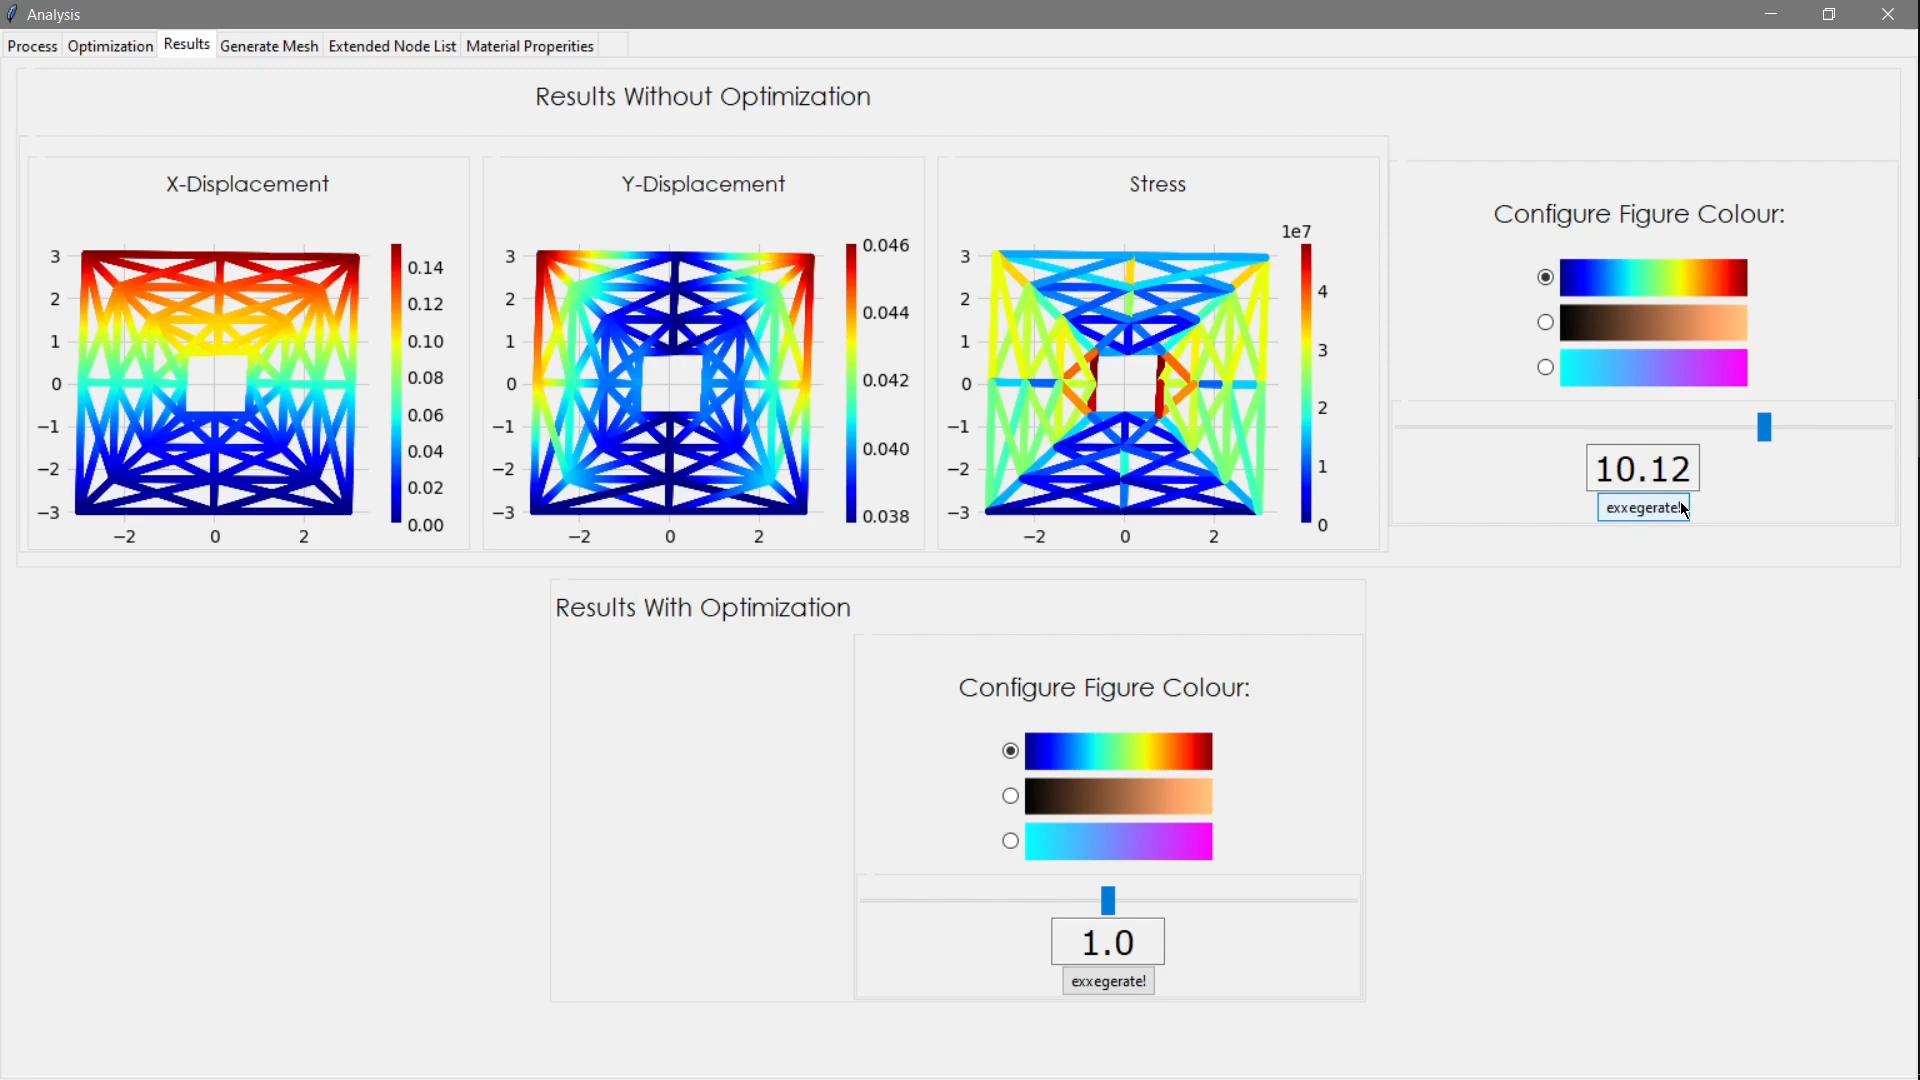 Analysis
Process Optimization Results Generate Mesh Extended Node List Material Properities
Results Without Optimization
X-Displacement
3
2
1
0
−1
−2
−3
−2 0 2
0.14
0.12
0.10
0.08
0.06
0.04
0.02
0.00
Y-Displacement
3
2
1
0
−1
−2
−3
−2 0 2
0.046
0.044
0.042
0.040
0.038
Stress
1e7
3
2
1
0
−1
−2
−3
−2 0 2
4
3
2
1
0
Configure Figure Colour:
10.12
exxegerate!
Results With Optimization
Configure Figure Colour:
1.0
exxegerate!